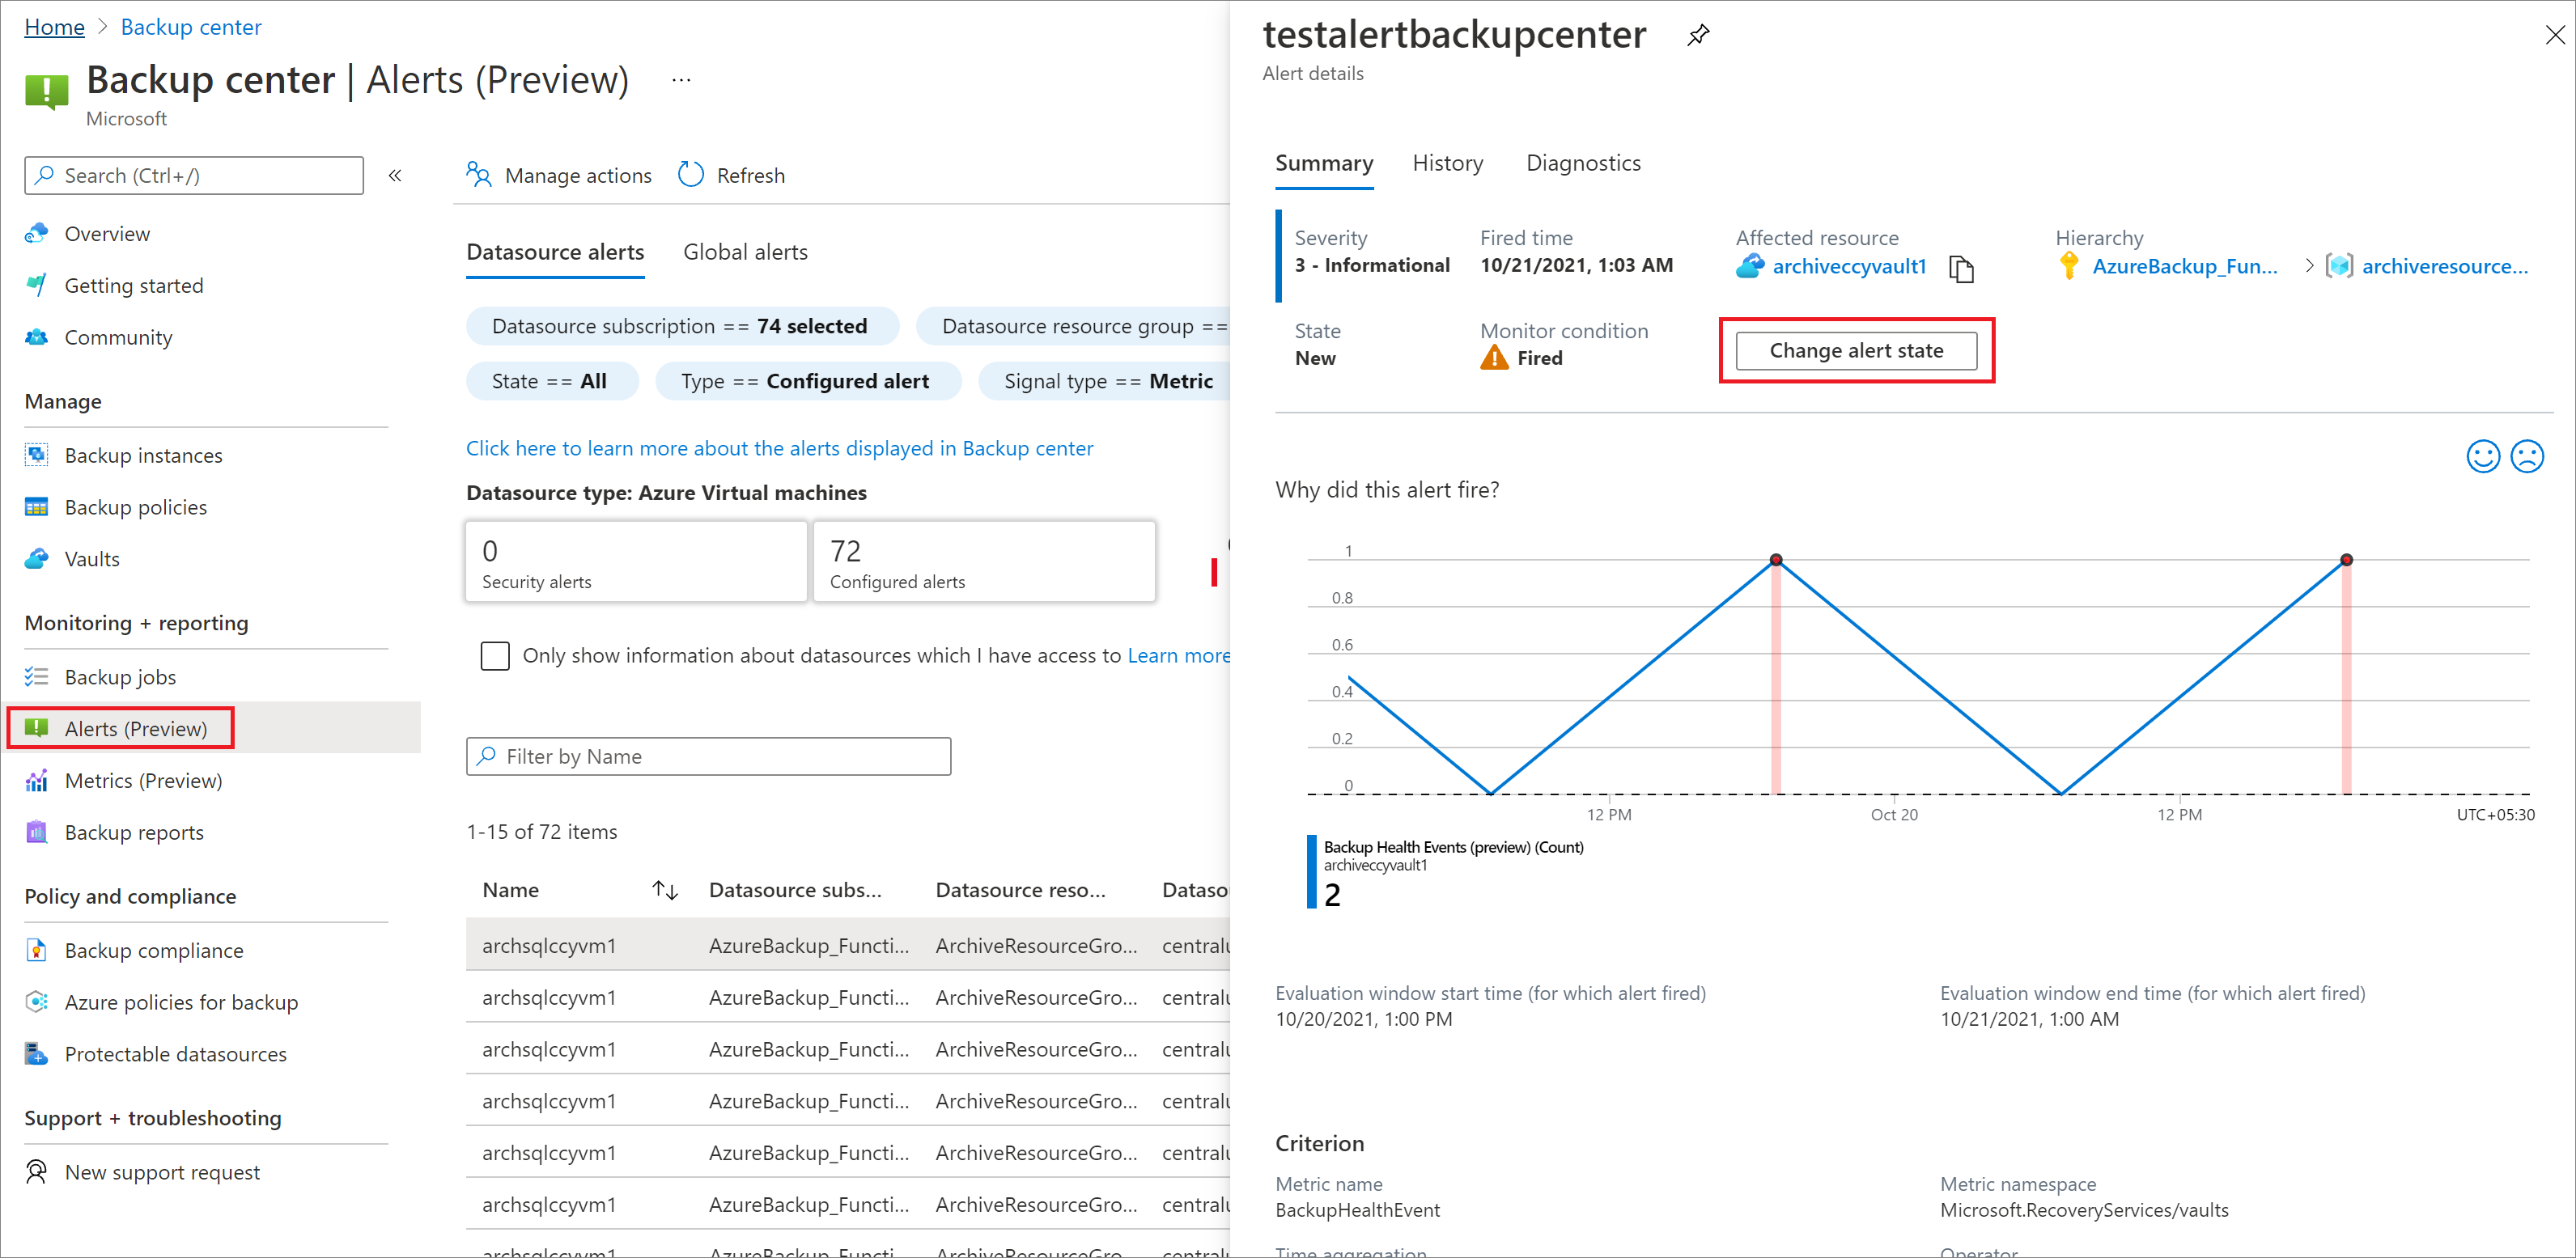 Home > Backup center
Backup center | Alerts (Preview) ...
Microsoft
Search (Ctrl+/)
«
Overview
Getting started
Community
Manage
Backup instances
Backup policies
Vaults
Monitoring + reporting
Backup jobs
Alerts (Preview)
Metrics (Preview)
Backup reports
Policy and compliance
Backup compliance
Azure policies for backup
Protectable datasources
Support + troubleshooting
New support request
Manage actions Refresh
Datasource alerts Global alerts
Datasource subscription == 74 selected Datasource resource group ==
State == All Type == Configured alert Signal type == Metric
Click here to learn more about the alerts displayed in Backup center
Datasource type: Azure Virtual machines
0
Security alerts
72
Configured alerts
Only show information about datasources which I have access to Learn more
Filter by Name
1-15 of 72 items
Name Datasource subs... Datasource reso... Dataso
archsqlccyvm1 AzureBackup_Functi... ArchiveResourceGro... centralu
archsqlccyvm1 AzureBackup_Functi... ArchiveResourceGro... centralu
archsqlccyvm1 AzureBackup_Functi... ArchiveResourceGro... centralu
archsqlccyvm1 AzureBackup_Functi... ArchiveResourceGro... centralu
archsqlccyvm1 AzureBackup_Functi... ArchiveResourceGro... centralu
archsqlccyvm1 AzureBackup_Functi... ArchiveResourceGro... centralu
archsqlccyvm1 AzureBackup_Functi... ArchiveResourceGro... centralu
testalertbackupcenter
Alert details
Summary History Diagnostics
Severity
3 - Informational
Fired time
10/21/2021, 1:03 AM
Affected resource
archiveccyvault1
Hierarchy
AzureBackup_Fun... > archiveresource...
State
New
Monitor condition
Fired
Change alert state
Why did this alert fire?
1
0.8
0.6
0.4
0.2
0
12 PM Oct 20 12 PM UTC+05:30
Backup Health Events (preview) (Count)
archiveccyvault1
2
Evaluation window start time (for which alert fired)
10/20/2021, 1:00 PM
Evaluation window end time (for which alert fired)
10/21/2021, 1:00 AM
Criterion
Metric name
BackupHealthEvent
Metric namespace
Microsoft.RecoveryServices/vaults
Time aggregation
Operator